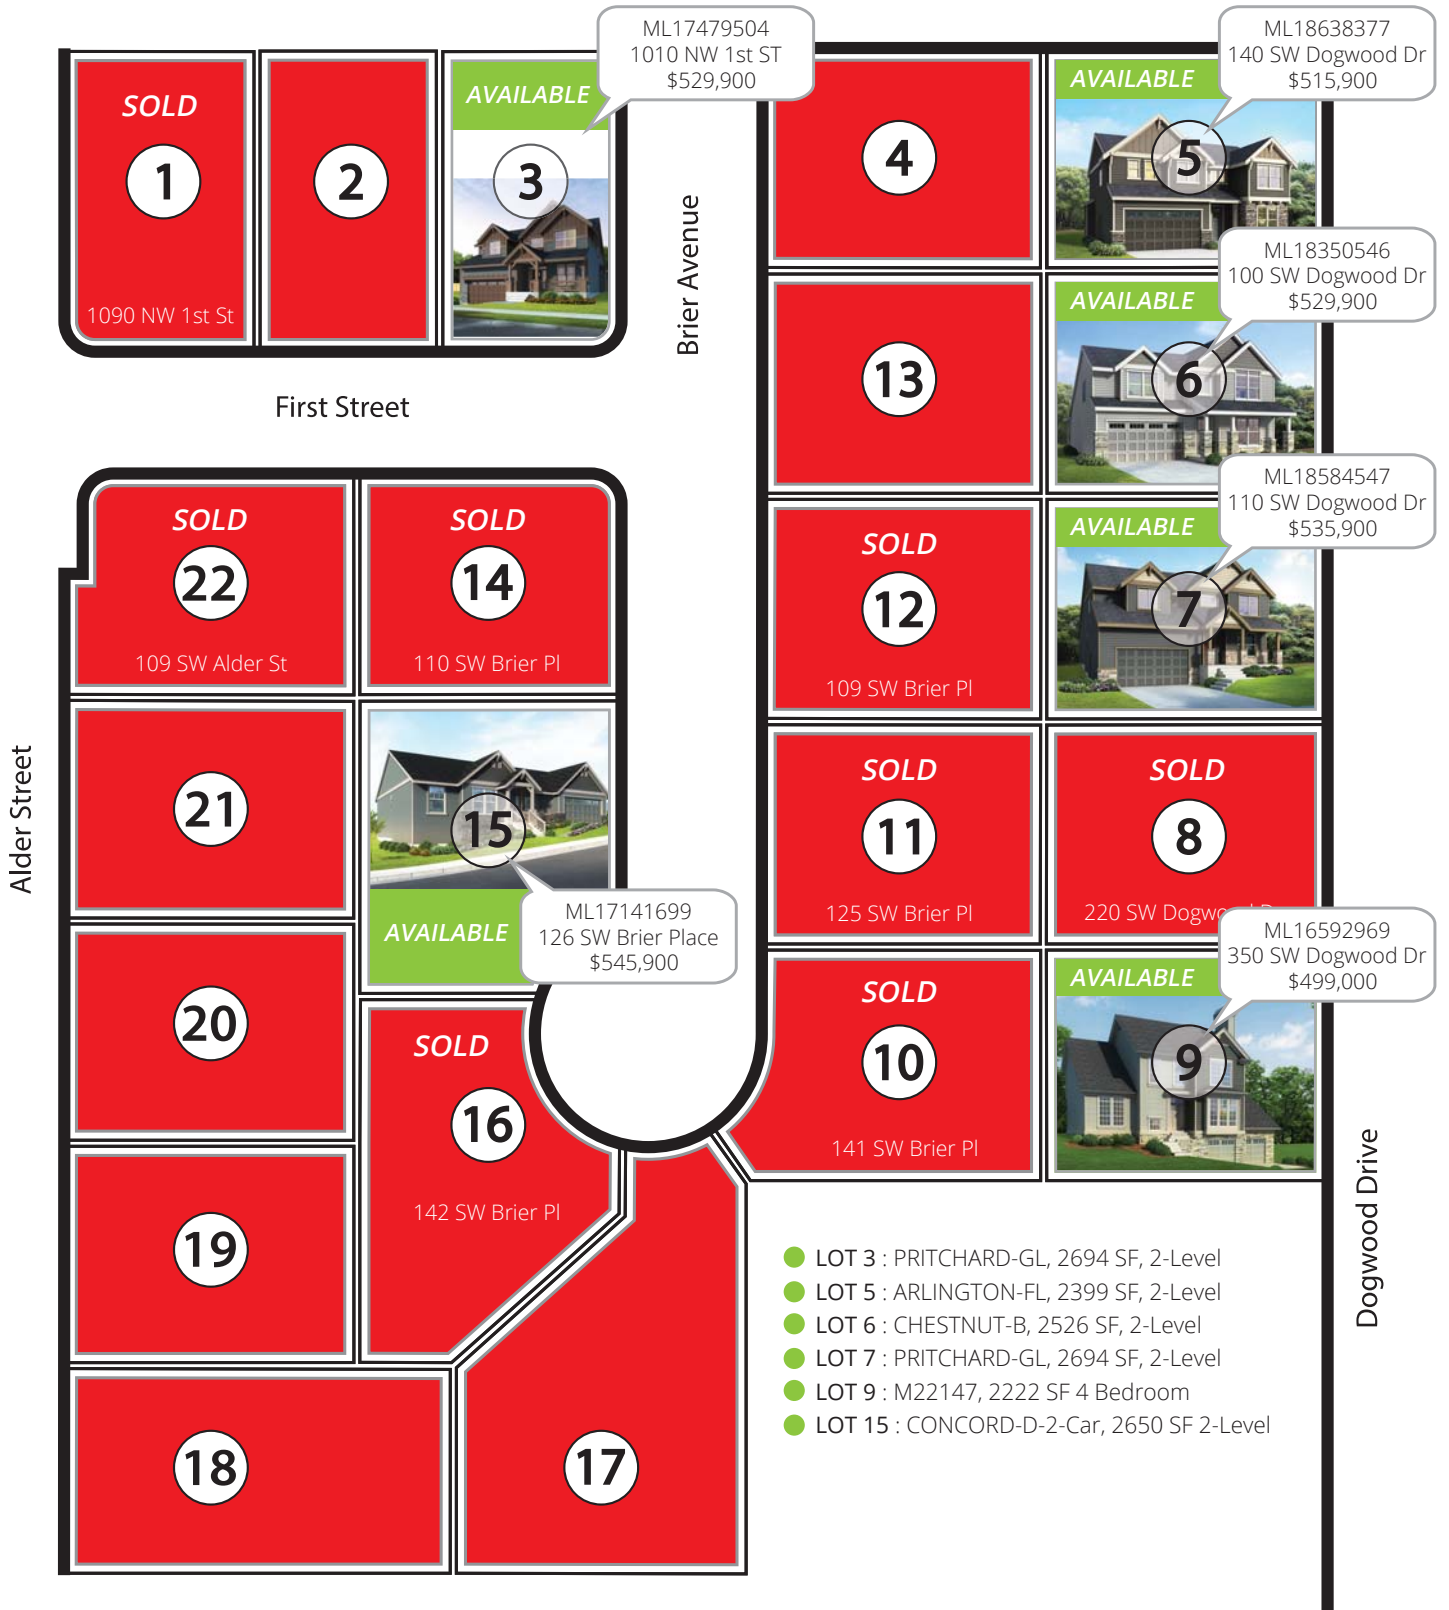 ML17479504
1010 NW 1st ST
$529,900
ML18638377
140 SW Dogwood Dr
$515,900
SOLD
1
1090 NW 1st St
2
AVAILABLE
3
Brier Avenue
4
AVAILABLE
5
First Street
13
ML18350546
100 SW Dogwood Dr
$529,900
AVAILABLE
6
SOLD
22
109 SW Alder St
SOLD
14
110 SW Brier Pl
SOLD
12
109 SW Brier Pl
ML18584547
110 SW Dogwood Dr
$535,900
AVAILABLE
7
Alder Street
21
15
AVAILABLE
ML17141699
126 SW Brier Place
$545,900
SOLD
11
125 SW Brier Pl
SOLD
8
220 SW Dogwood
20
SOLD
16
142 SW Brier Pl
SOLD
10
141 SW Brier Pl
ML16592969
350 SW Dogwood Dr
$499,000
AVAILABLE
9
Dogwood Drive
19
18
17
LOT 3 : PRITCHARD-GL, 2694 SF, 2-Level
LOT 5 : ARLINGTON-FL, 2399 SF, 2-Level
LOT 6 : CHESTNUT-B, 2526 SF, 2-Level
LOT 7 : PRITCHARD-GL, 2694 SF, 2-Level
LOT 9 : M22147, 2222 SF 4 Bedroom
LOT 15 : CONCORD-D-2-Car, 2650 SF 2-Level